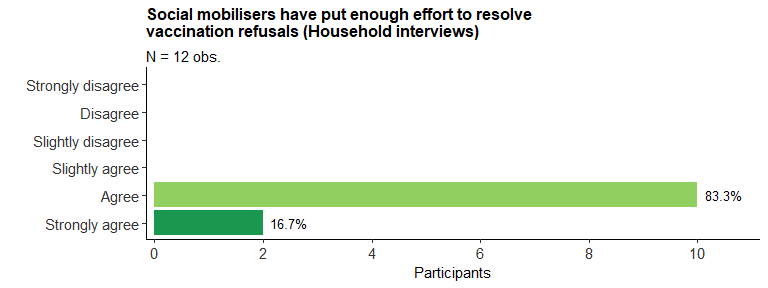 Social mobilisers have put enough effort to resolve
vaccination refusals (Household interviews)
N = 12 obs.
Strongly disagree
Disagree
Slightly disagree
Slightly agree
Agree
83.3%
Strongly agree
16.7%
0 2 4 6 8 10
Participants